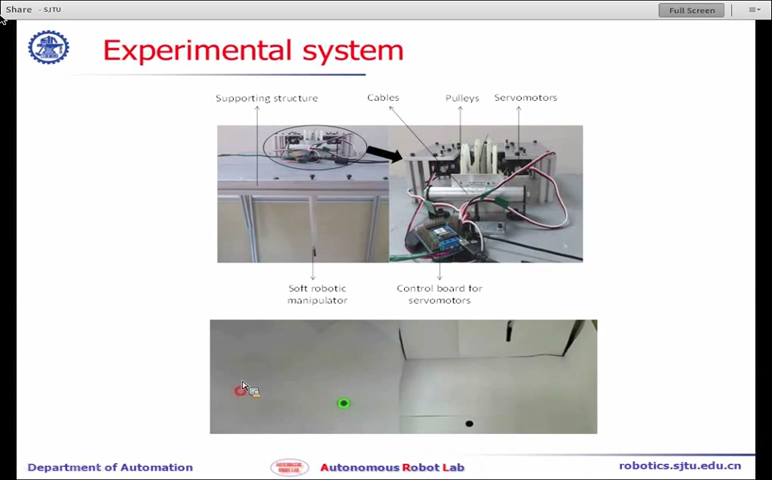 Share - SJTU
Full Screen
Experimental system
Supporting structure
Cables
Pulleys
Servomotors
Soft robotic
manipulator
Control board for
servomotors
Department of Automation
Autonomous Robot Lab
robotics.sjtu.edu.cn